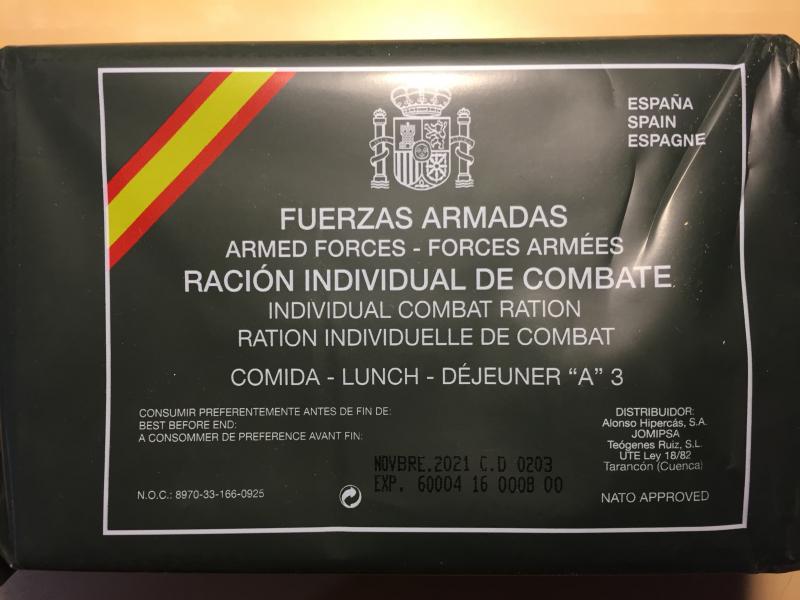 ESPAÑA
SPAIN
ESPAGNE
FUERZAS ARMADAS
ARMED FORCES - FORCES ARMÉES
RACIÓN INDIVIDUAL DE COMBATE
INDIVIDUAL COMBAT RATION
RATION INDIVIDUELLE DE COMBAT
COMIDA - LUNCH - DÉJEUNER “A” 3
CONSUMIR PREFERENTEMENTE ANTES DE FIN DE:
BEST BEFORE END:
A CONSOMMER DE PREFERENCE AVANT FIN:
NOVBRE.2021 C.D 0203
EXP. 60004 16 0008 00
N.O.C.: 8970-33-166-0925
DISTRIBUIDOR:
Alonso Hipercás, S.A.
JOMIPSA
Teógenes Ruiz, S.L.
UTE Ley 18/82
Tarancón (Cuenca)
NATO APPROVED